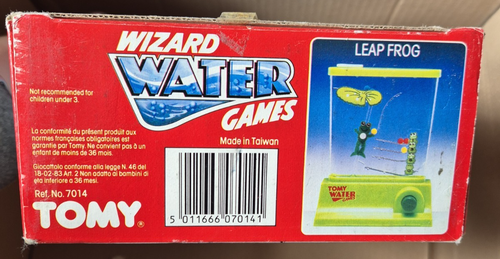 WIZARD
WATER
GAMES
LEAP FROG
Not recommended for
children under 3.
Made in Taiwan
La conformité du présent produit aux
normes françaises obligatoires est
garantie par Tomy. Ne convient pas à un
enfant de moins de 36 mois.
Giocattolo conforme alla legge N. 46 del
18-02-83 Art. 2 Non adatto ai bambini di
età inferiore a 36 mesi.
Ref. No. 7014
TOMY®
5 011666 070141
TOMY
WATER
GAMES